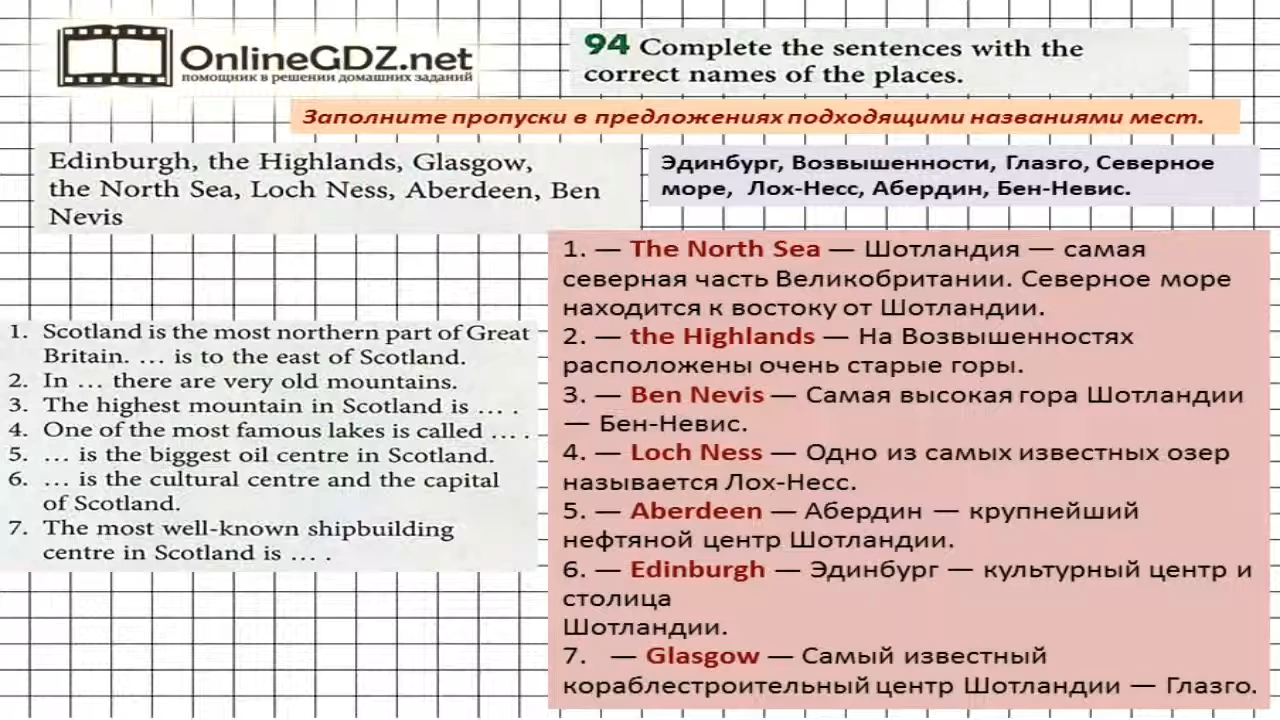 OnlineGDZ.net
помощник в решении домашних заданий
94 Complete the sentences with the
correct names of the places.
Заполните пропуски в предложениях подходящими названиями мест.
Edinburgh, the Highlands, Glasgow,
the North Sea, Loch Ness, Aberdeen, Ben
Nevis
Эдинбург, Возвышенности, Глазго, Северное
море, Лох-Несс, Абердин, Бен-Невис.
1. Scotland is the most northern part of Great
Britain. … is to the east of Scotland.
2. In … there are very old mountains.
3. The highest mountain in Scotland is … .
4. One of the most famous lakes is called … .
5. … is the biggest oil centre in Scotland.
6. … is the cultural centre and the capital
of Scotland.
7. The most well-known shipbuilding
centre in Scotland is … .
1. — The North Sea — Шотландия — самая
северная часть Великобритании. Северное море
находится к востоку от Шотландии.
2. — the Highlands — На Возвышенностях
расположены очень старые горы.
3. — Ben Nevis — Самая высокая гора Шотландии
— Бен-Невис.
4. — Loch Ness — Одно из самых известных озер
называется Лох-Несс.
5. — Aberdeen — Абердин — крупнейший
нефтяной центр Шотландии.
6. — Edinburgh — Эдинбург — культурный центр и
столица
Шотландии.
7. — Glasgow — Самый известный
кораблестроительный центр Шотландии — Глазго.